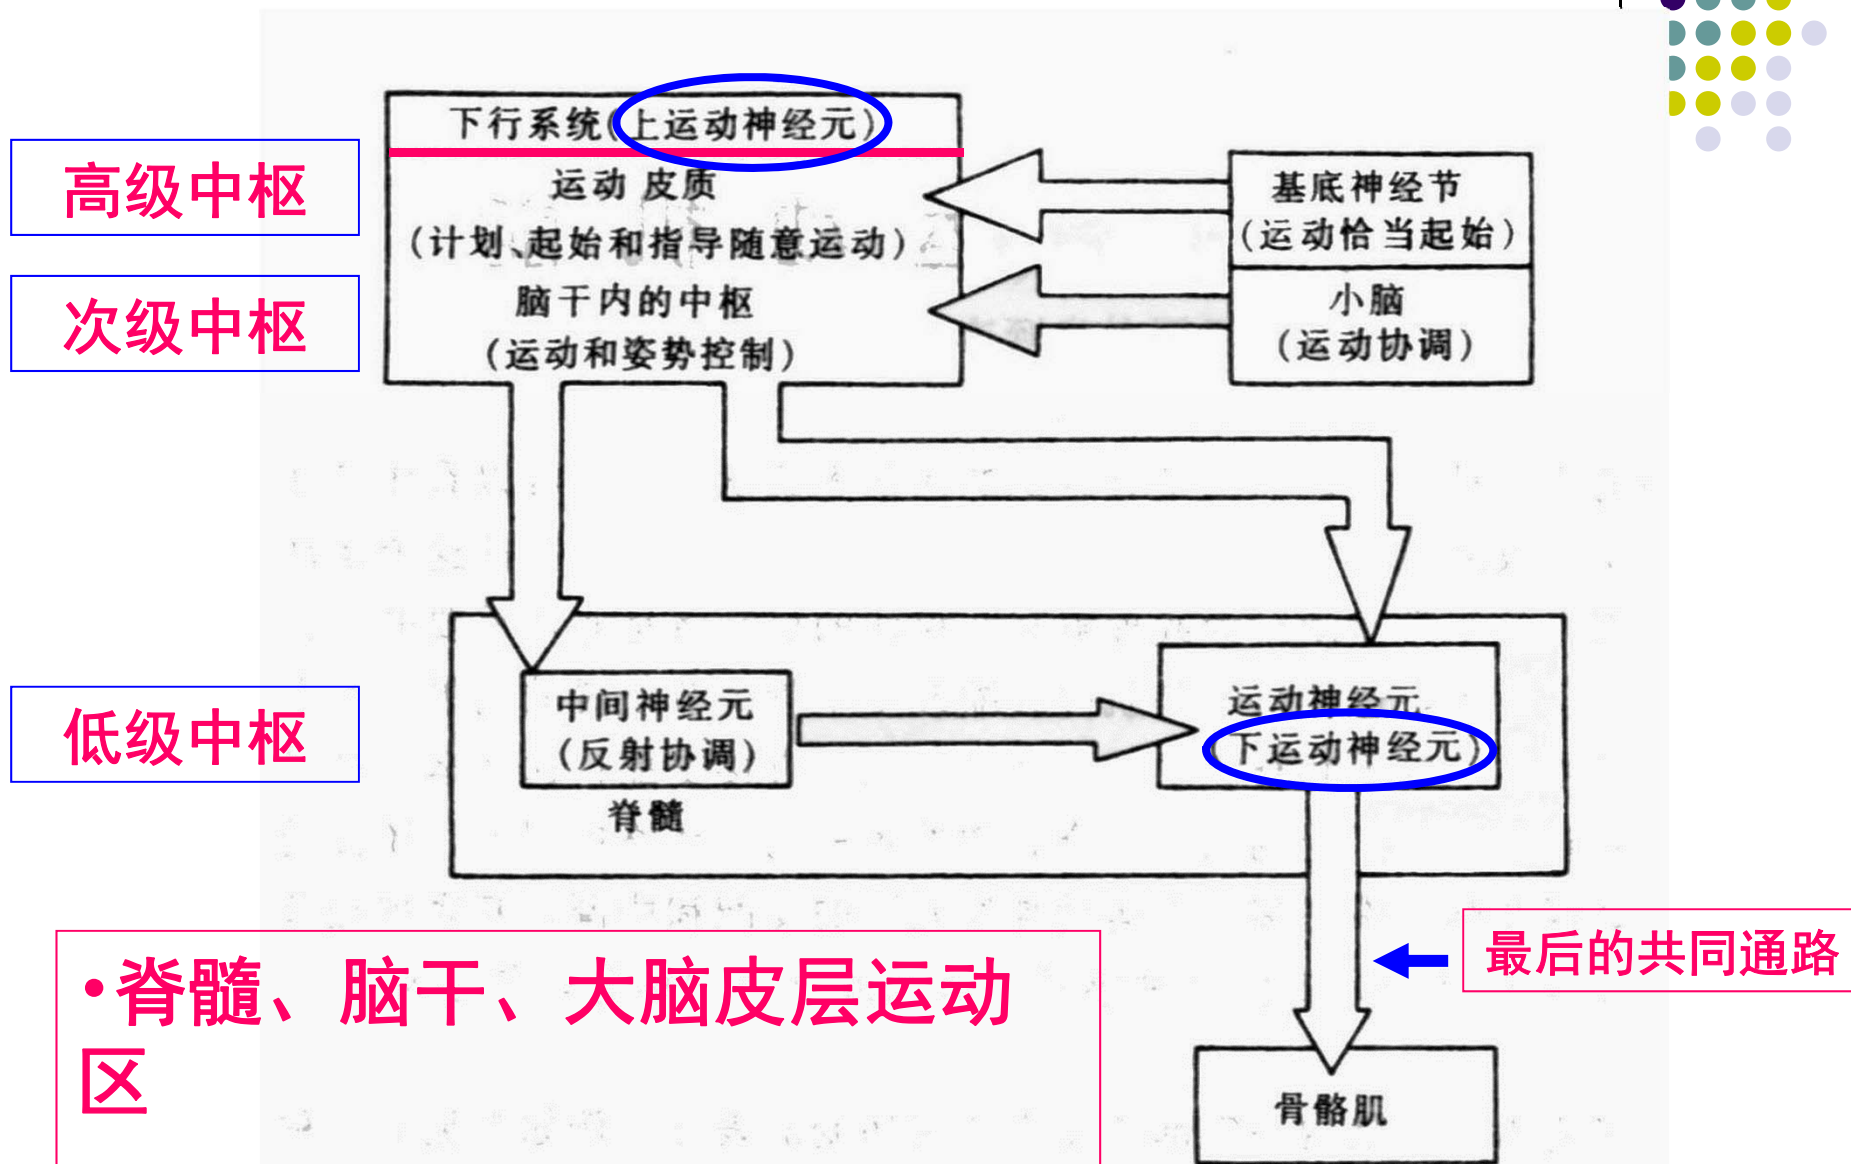 下行系统(上运动神经元)
高级中枢
运动 皮质
(计划、起始和指导随意运动)
基底神经节
(运动恰当起始)
次级中枢
脑干内的中枢
(运动和姿势控制)
小脑
(运动协调)
低级中枢
中间神经元
(反射协调)
脊髓
运动神经元
(下运动神经元)
最后的共同通路
•脊髓、脑干、大脑皮层运动
区
骨骼肌